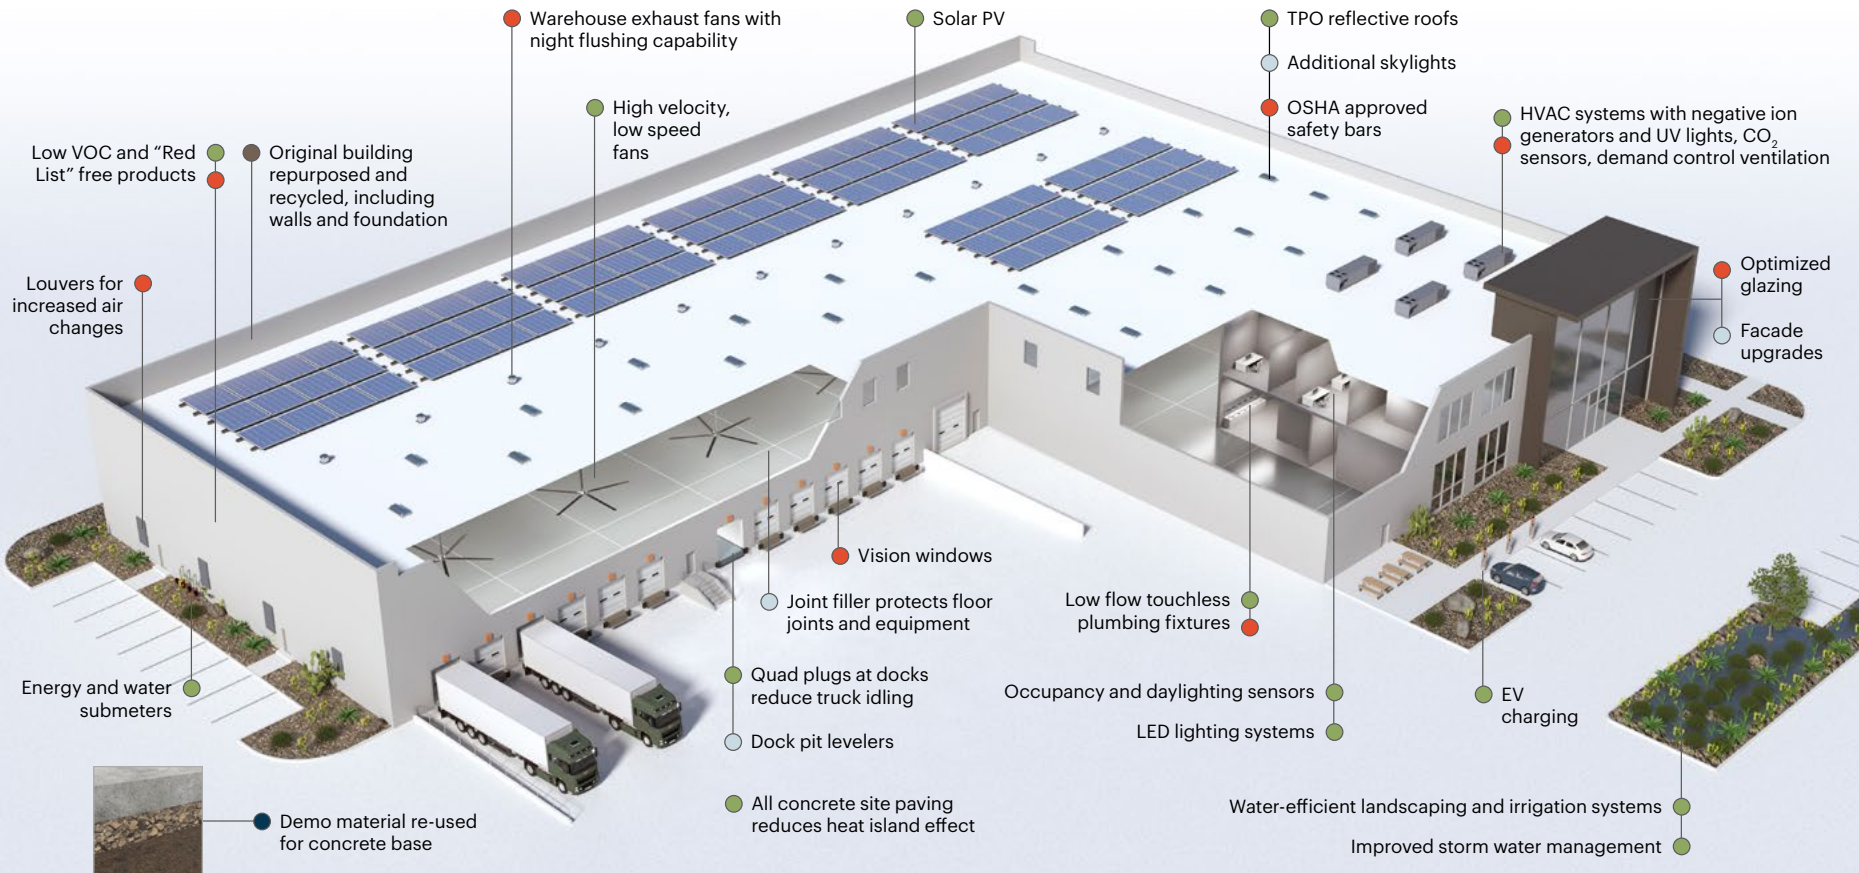 Warehouse exhaust fans with
night flushing capability
Solar PV
TPO reflective roofs
Additional skylights
OSHA approved
safety bars
High velocity,
low speed
fans
HVAC systems with negative ion
generators and UV lights, CO₂
sensors, demand control ventilation
Low VOC and “Red
List” free products
Original building
repurposed and
recycled, including
walls and foundation
Louvers for
increased air
changes
Optimized
glazing
Facade
upgrades
Vision windows
Joint filler protects floor
joints and equipment
Low flow touchless
plumbing fixtures
Energy and water
submeters
Quad plugs at docks
reduce truck idling
Occupancy and daylighting sensors
EV
charging
LED lighting systems
Dock pit levelers
All concrete site paving
reduces heat island effect
Water-efficient landscaping and irrigation systems
Demo material re-used
for concrete base
Improved storm water management